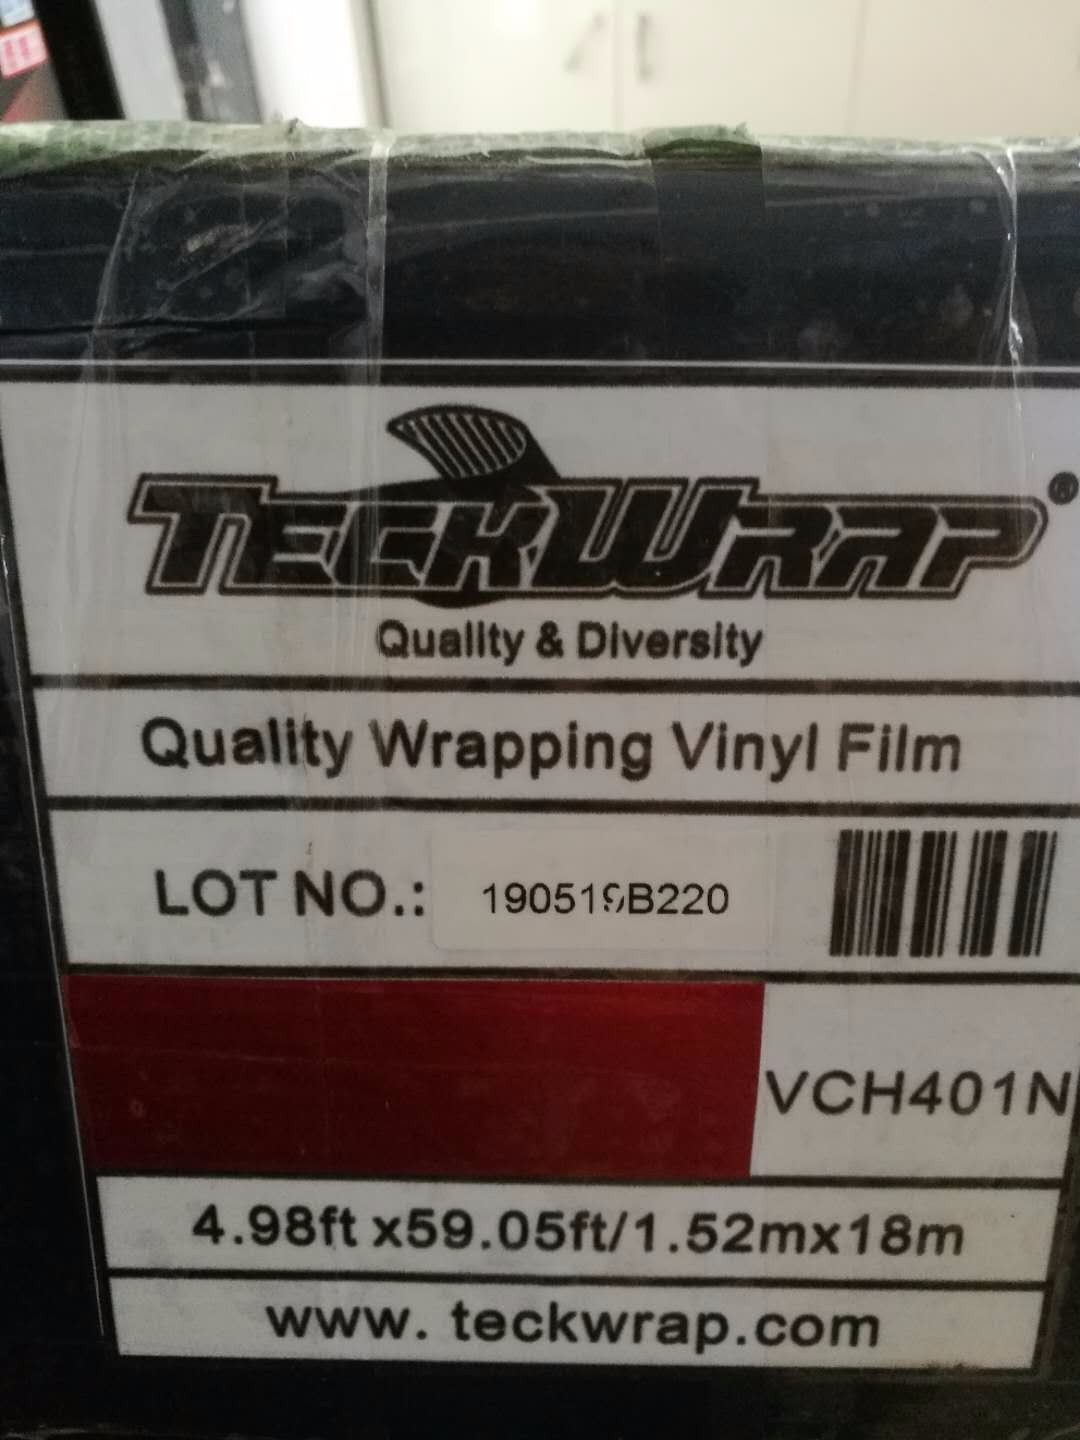 TECKWRAP®
Quality & Diversity
Quality Wrapping Vinyl Film
LOT NO.: 190519B220
VCH401N
4.98ft x59.05ft/1.52mx18m
www. teckwrap.com